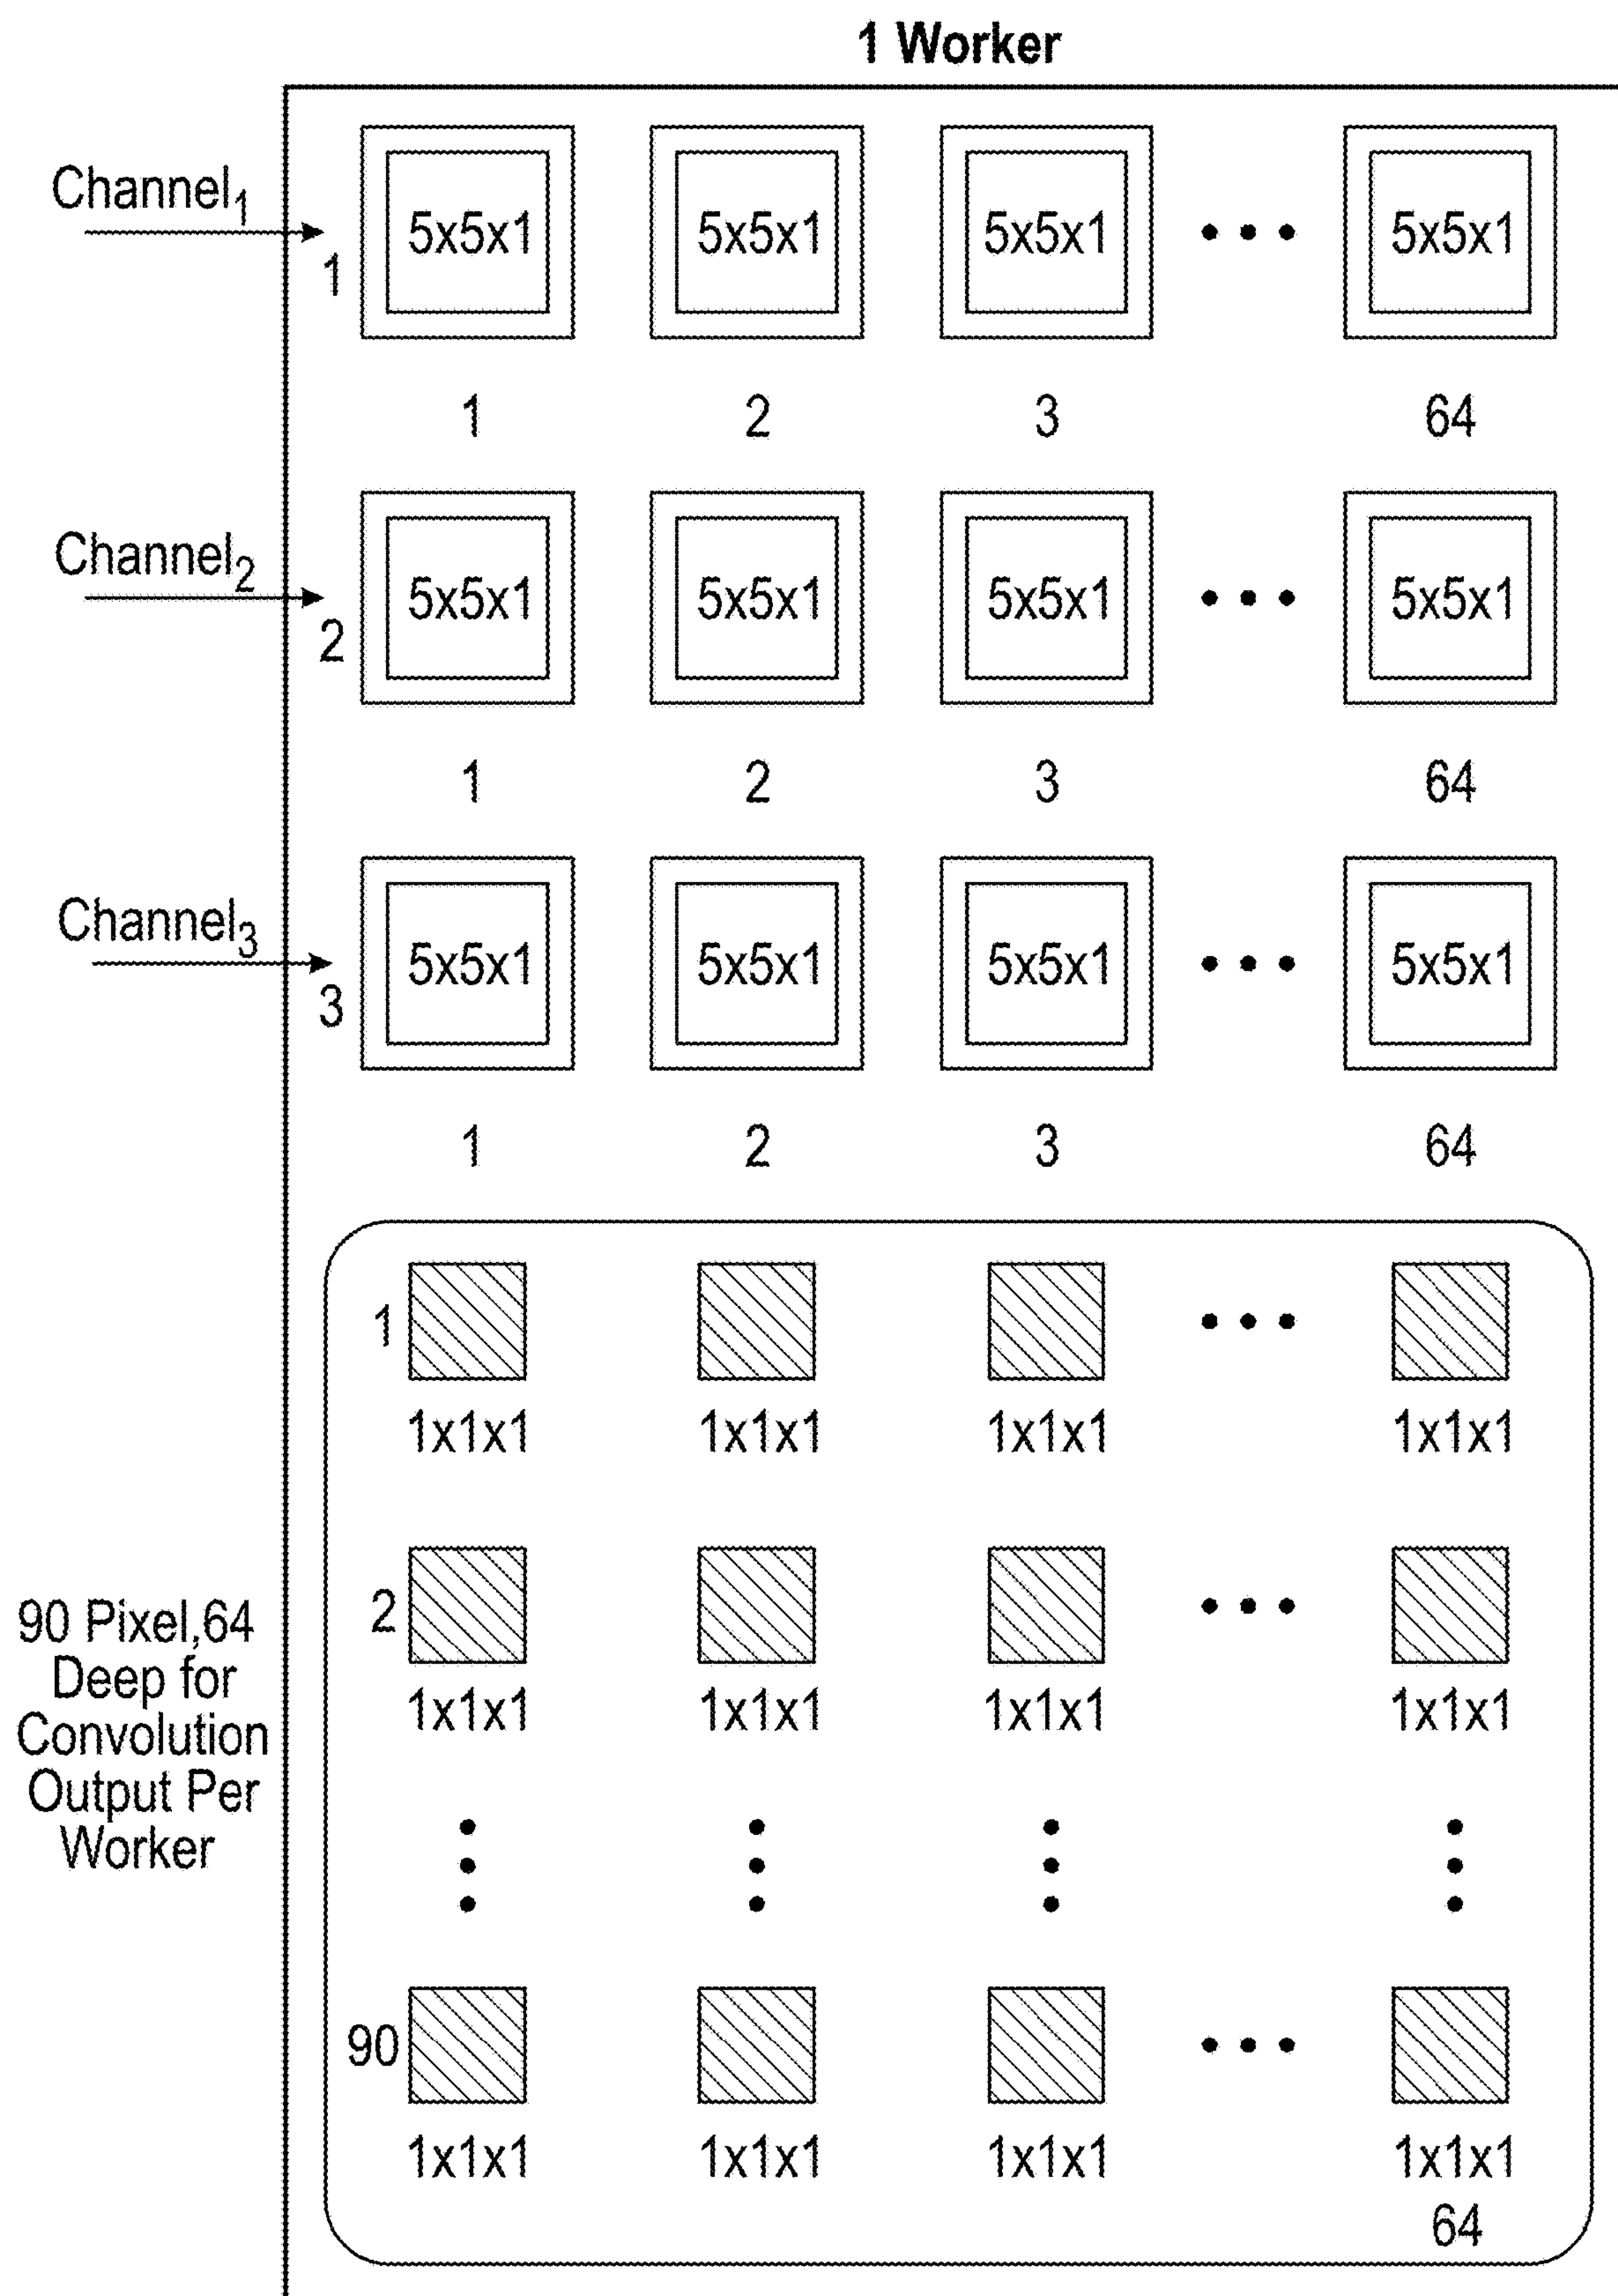 1 Worker
Channel1
1
5x5x1 5x5x1 5x5x1 5x5x1
1 2 3 64
Channel2
2
5x5x1 5x5x1 5x5x1 5x5x1
1 2 3 64
Channel3
3
5x5x1 5x5x1 5x5x1 5x5x1
1 2 3 64
1
1x1x1 1x1x1 1x1x1 1x1x1
2
1x1x1 1x1x1 1x1x1 1x1x1
90 Pixel,64
Deep for
Convolution
Output Per
Worker
90
1x1x1 1x1x1 1x1x1 1x1x1
64